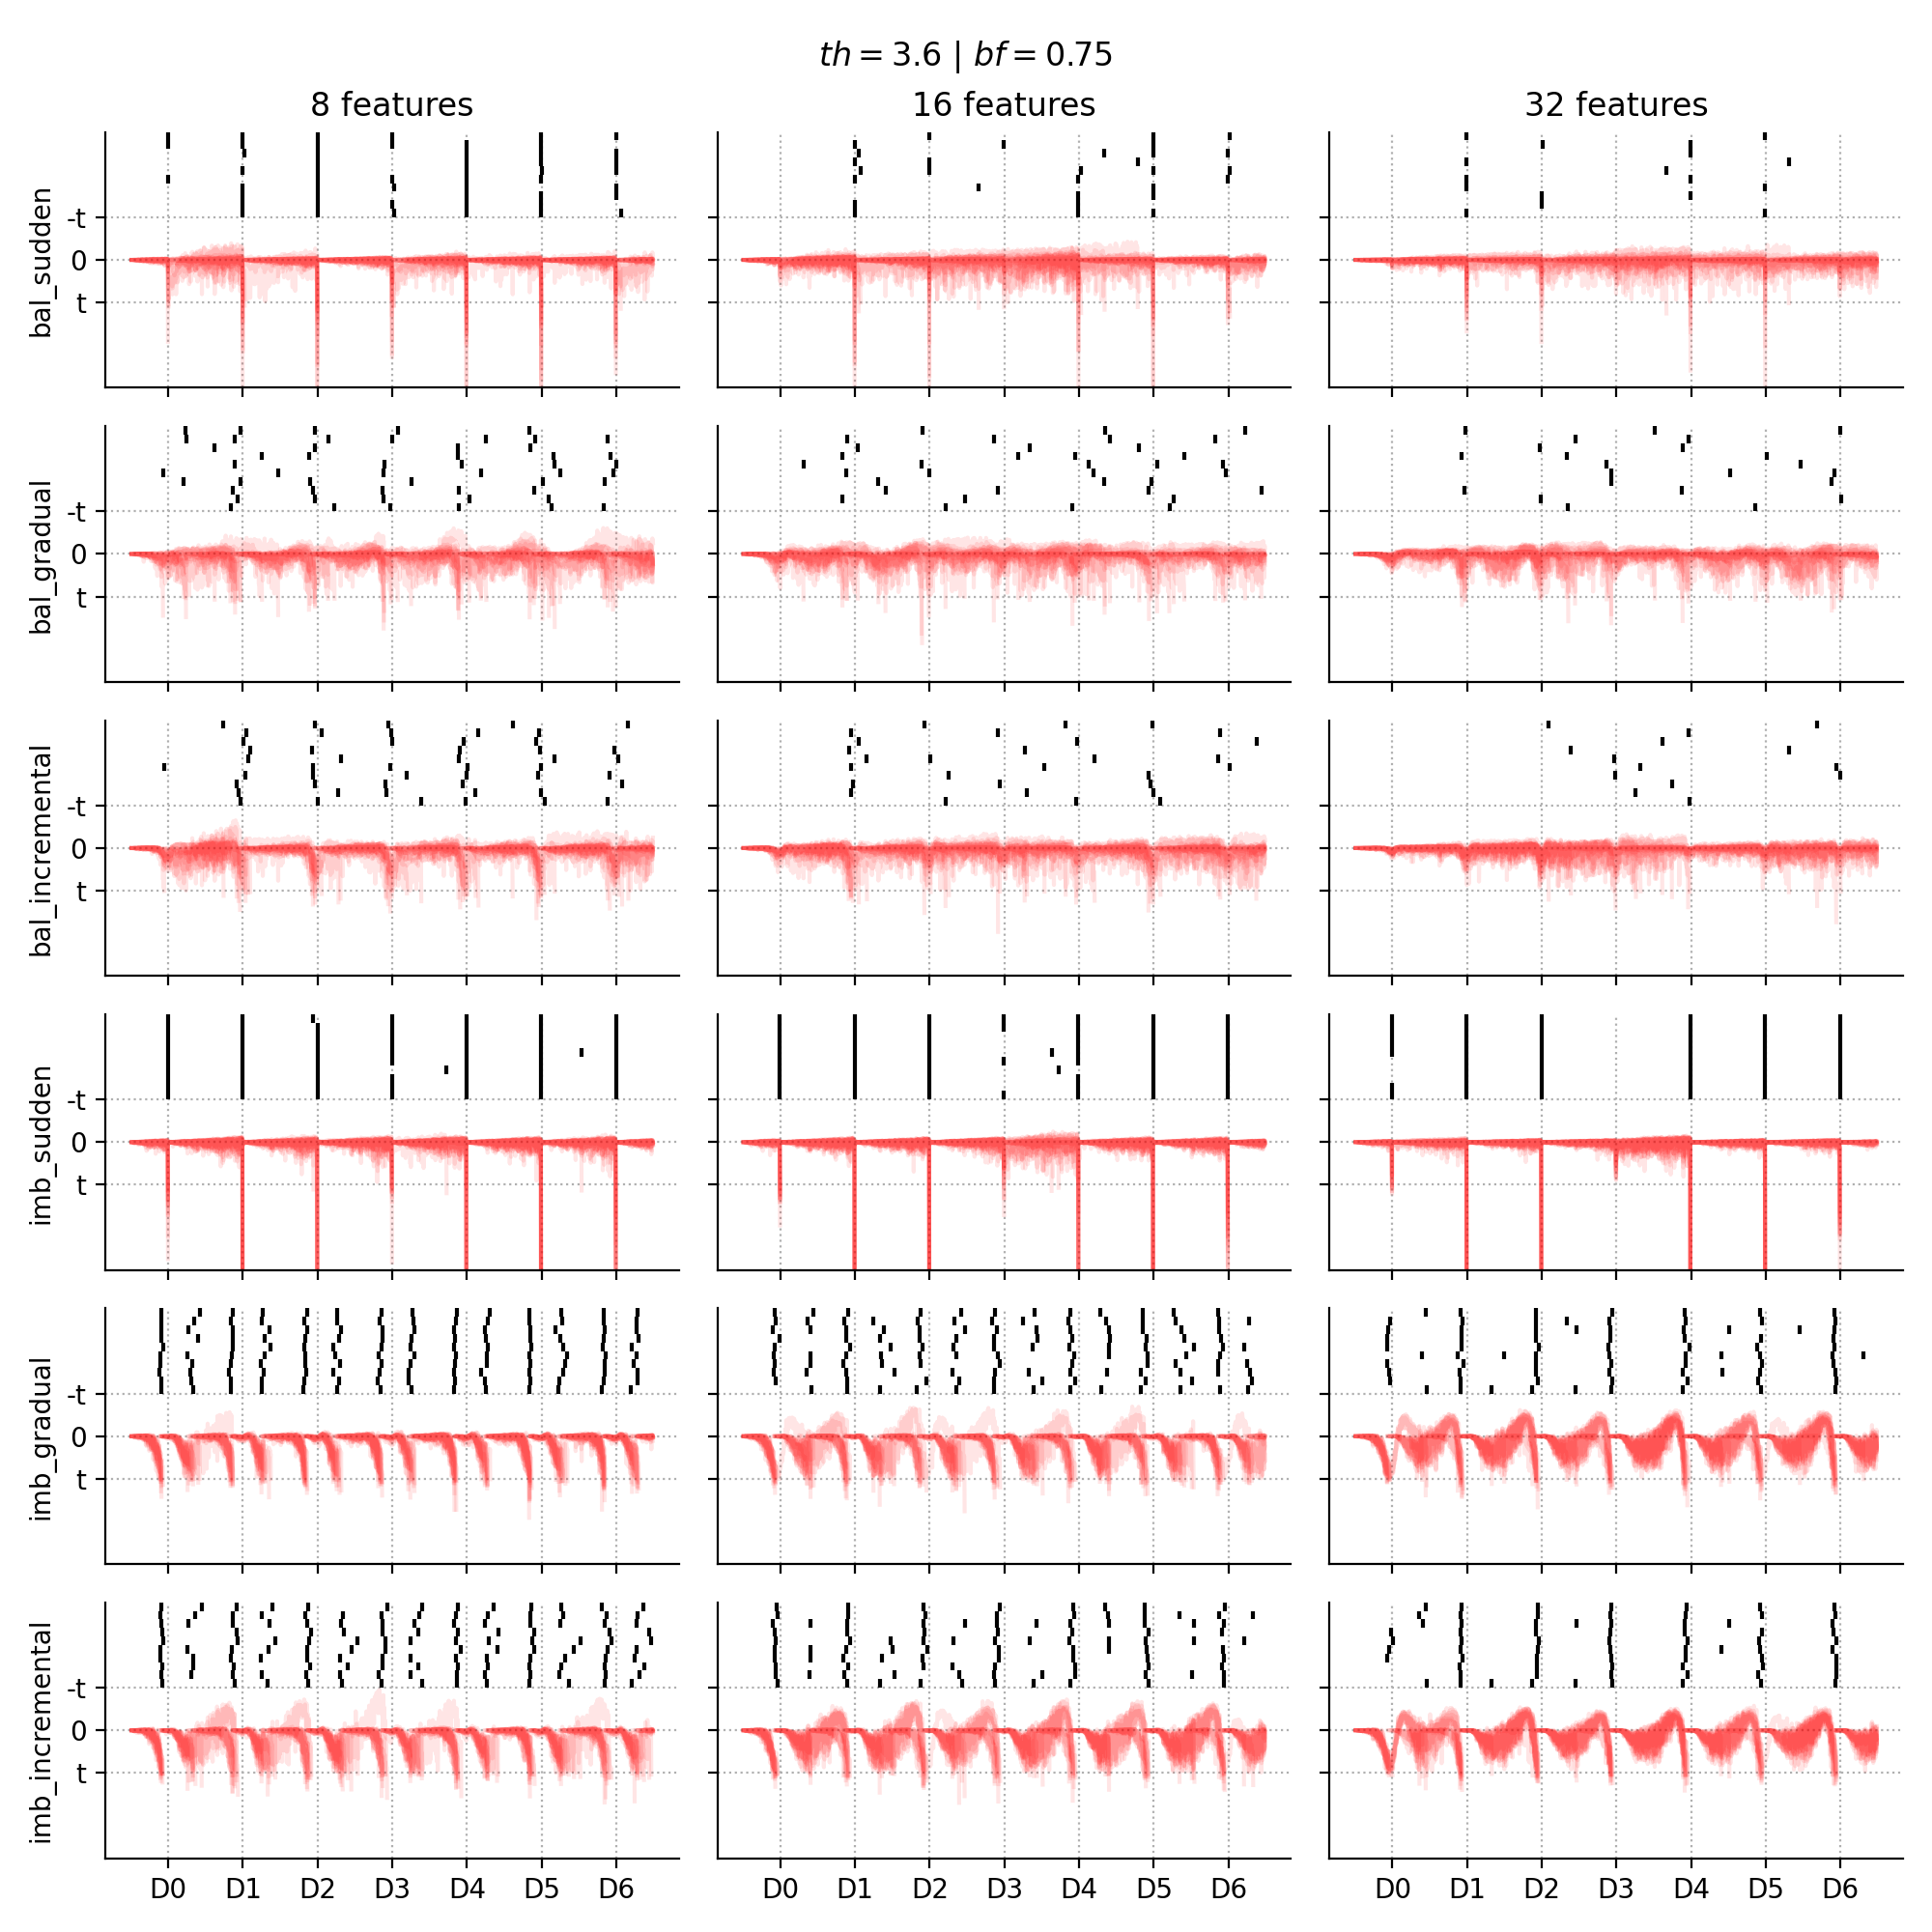 th = 3.6 | bf = 0.75
8 features 16 features 32 features
bal_sudden
-t
0
t
bal_gradual
-t
0
t
bal_incremental
-t
0
t
imb_sudden
-t
0
t
imb_gradual
-t
0
t
imb_incremental
-t
0
t
D0 D1 D2 D3 D4 D5 D6 D0 D1 D2 D3 D4 D5 D6 D0 D1 D2 D3 D4 D5 D6